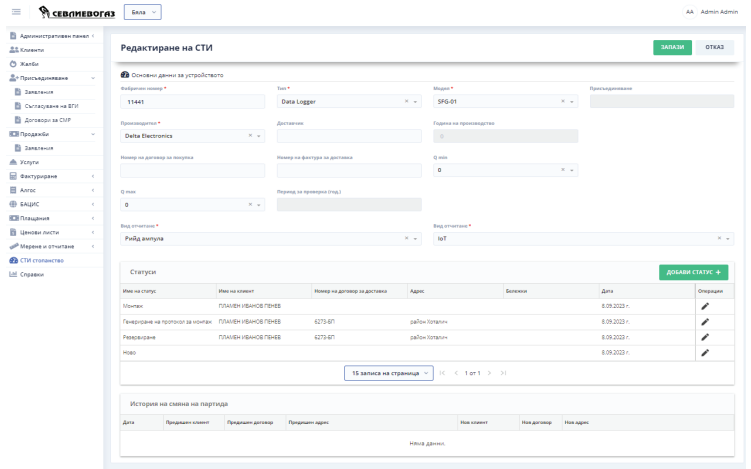 СЕВЛИЕВОГАЗ
Бяла
AA Admin Admin
Административен панел
Клиенти
Жалби
Присъединяване
Заявления
Съгласуване на ВГИ
Договори за СМР
Продажби
Заявления
Услуги
Фактуриране
Апгос
БАЦИС
Плащания
Ценови листи
Мерене и отчитане
СТИ стопанство
Справки
Редактиране на СТИ
ЗАПАЗИ ОТКАЗ
Основни данни за устройството
Фабричен номер * Тип * Модел * Присъединяване
11441 Data Logger SFG-01
Производител * Доставчик Година на производство
Delta Electronics 0
Номер на договор за покупка Номер на фактура за доставка Q min
0
Q max Период за проверка (год.)
0
Вид отчитане * Вид отчитане *
Рийд ампула IoT
Статуси ДОБАВИ СТАТУС +
Име на статус Име на клиент Номер на договор за доставка Адрес Бележки Дата Операции
Монтаж ПЛАМЕН ИВАНОВ ПЕНЕВ 8.09.2023 г.
Генериране на протокол за монтаж ПЛАМЕН ИВАНОВ ПЕНЕВ 6273-БП район Хоталич 8.09.2023 г.
Резервиране ПЛАМЕН ИВАНОВ ПЕНЕВ 6273-БП район Хоталич 8.09.2023 г.
Ново 8.09.2023 г.
15 записа на страница 1 от 1
История на смяна на партида
Дата Предишен клиент Предишен договор Предишен адрес Нов клиент Нов договор Нов адрес
Няма данни.